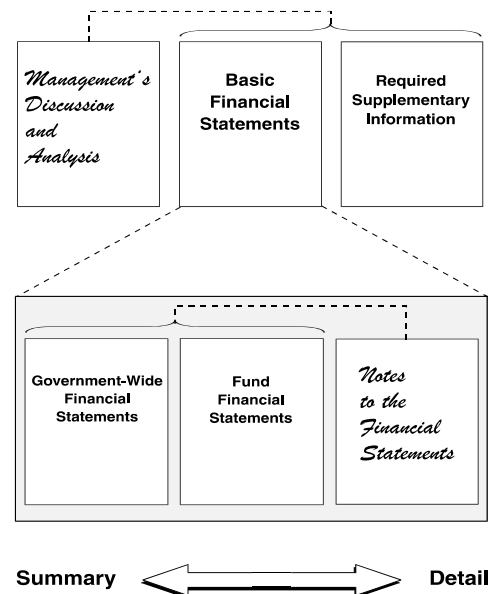 Management's
Discussion
and
Analysis
Basic
Financial
Statements
Required
Supplementary
Information
Government-Wide
Financial
Statements
Fund
Financial
Statements
Notes
to the
Financial
Statements
Summary
Detail